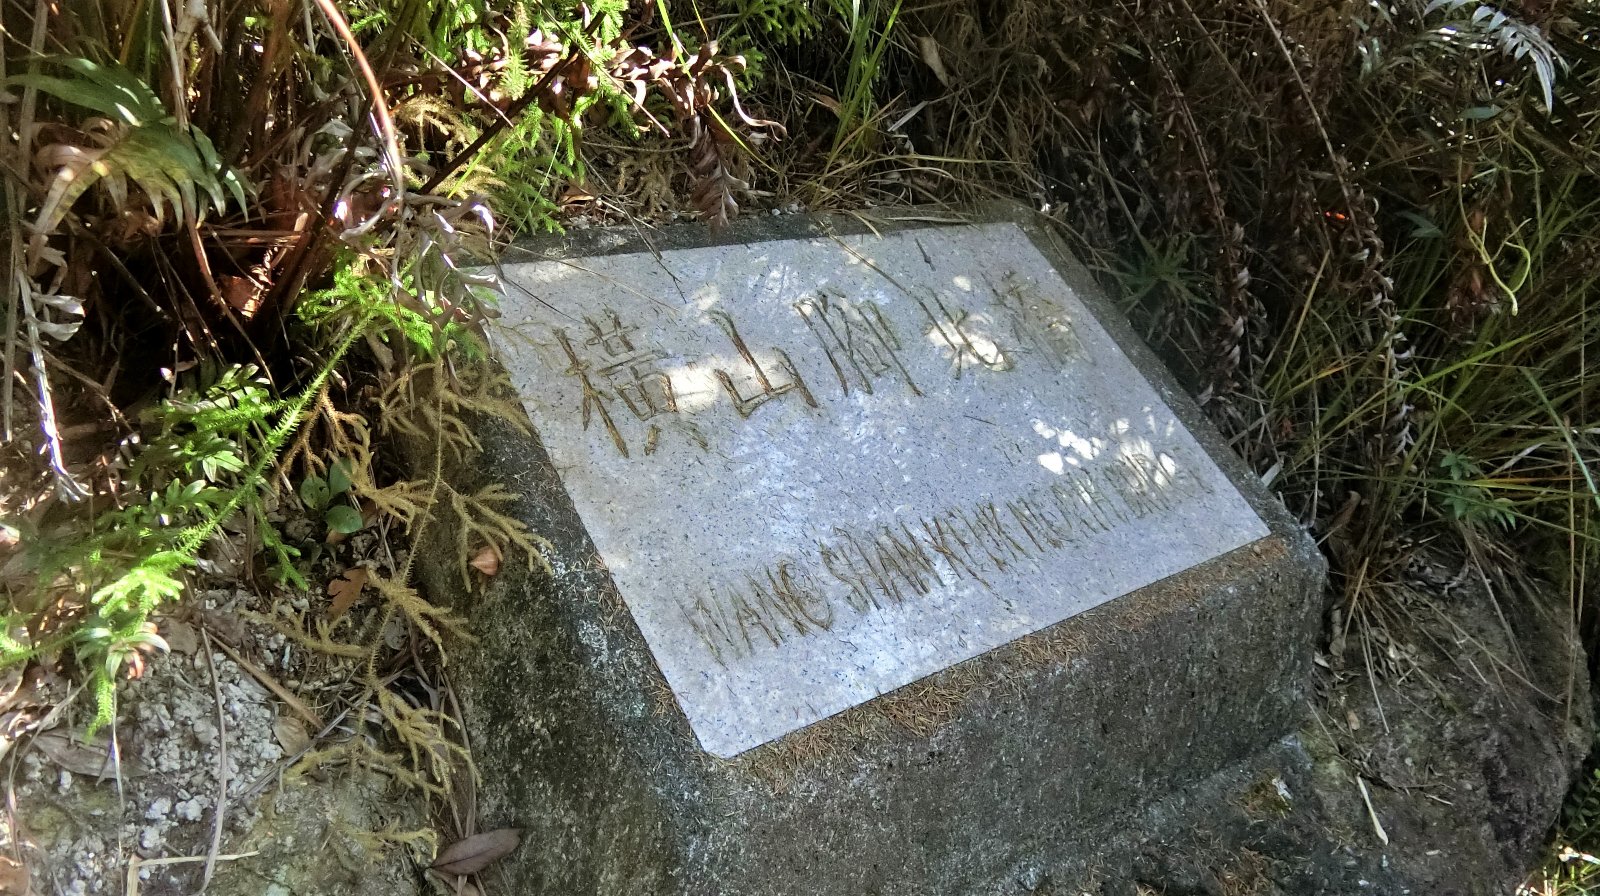 橫山腳北橋
WANG SHAN KEUK NORTH BRIDGE